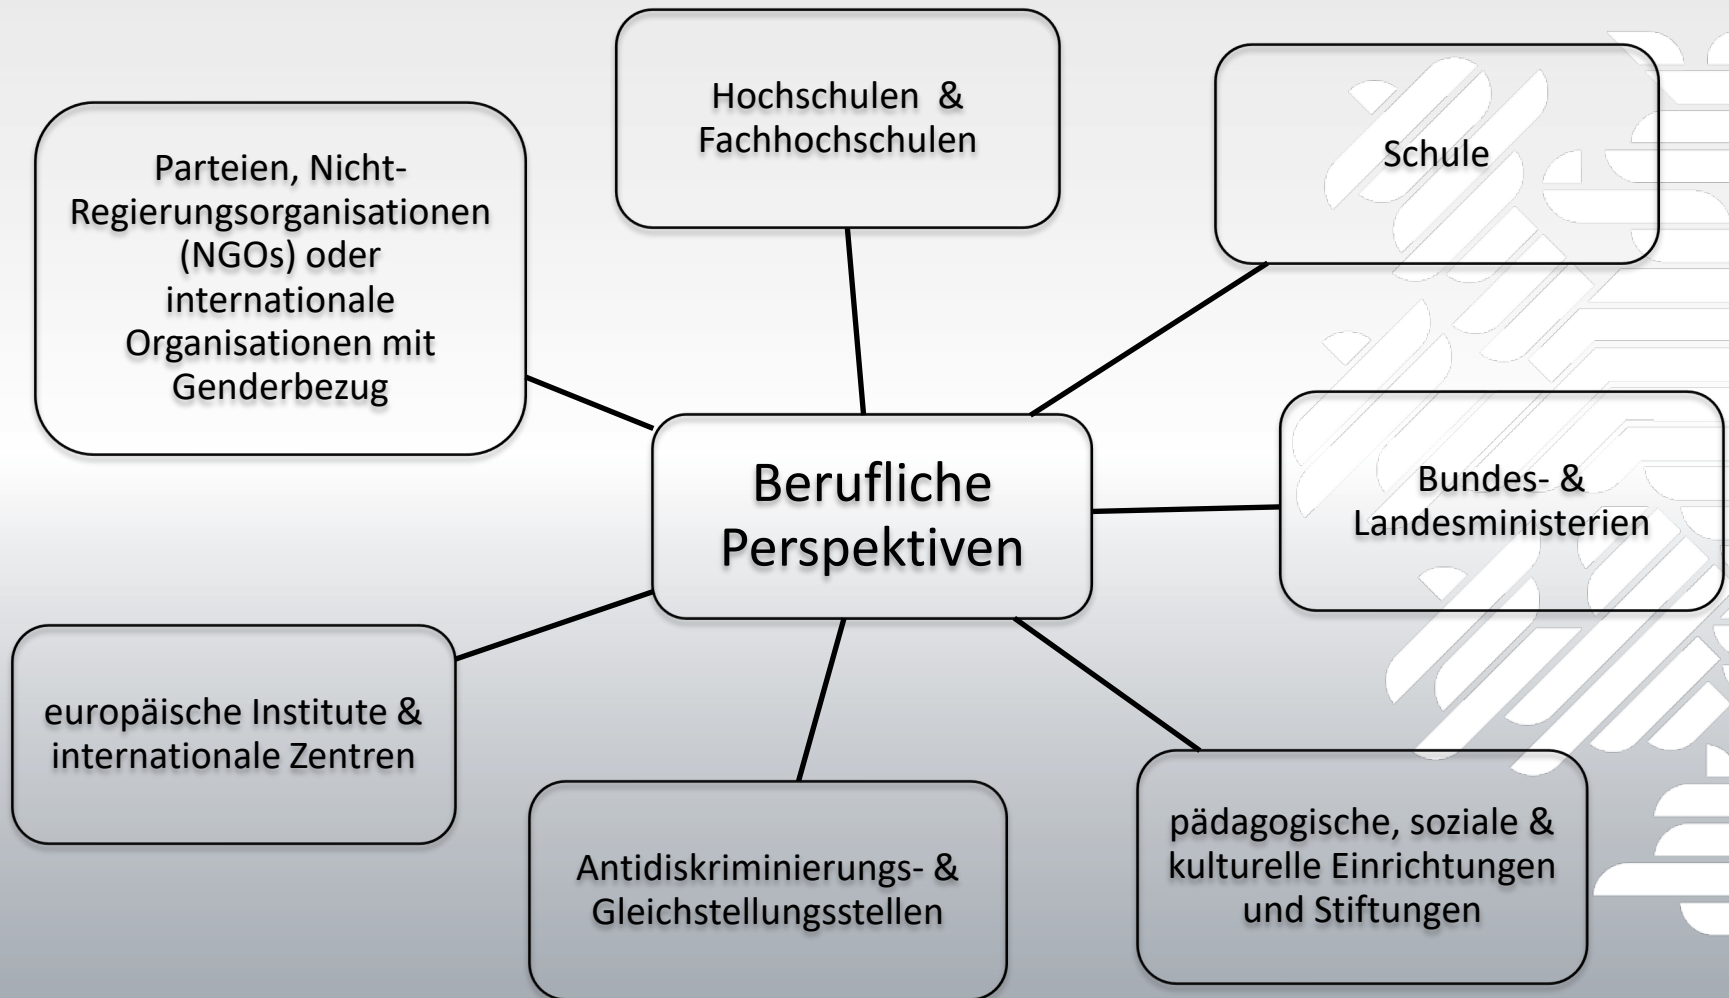 Hochschulen & 
Fachhochschulen
Schule
Parteien, Nicht-
Regierungsorganisationen
(NGOs) oder
internationale
Organisationen mit
Genderbezug
Berufliche
Perspektiven
Bundes- &
Landesministerien
europäische Institute &
internationale Zentren
Antidiskriminierungs- &
Gleichstellungsstellen
pädagogische, soziale &
kulturelle Einrichtungen
und Stiftungen